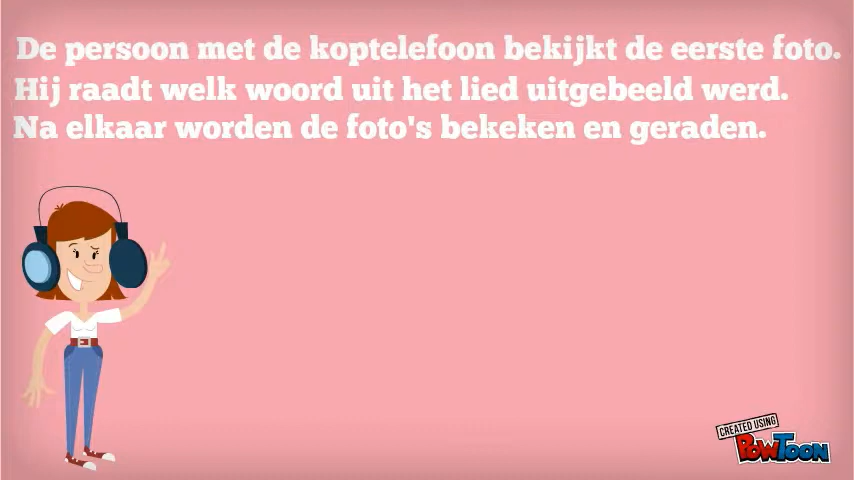 De persoon met de koptelefoon bekijkt de eerste foto.
Hij raadt welk woord uit het lied uitgebeeld werd.
Na elkaar worden de foto's bekeken en geraden.
CREATED USING
POWTOON